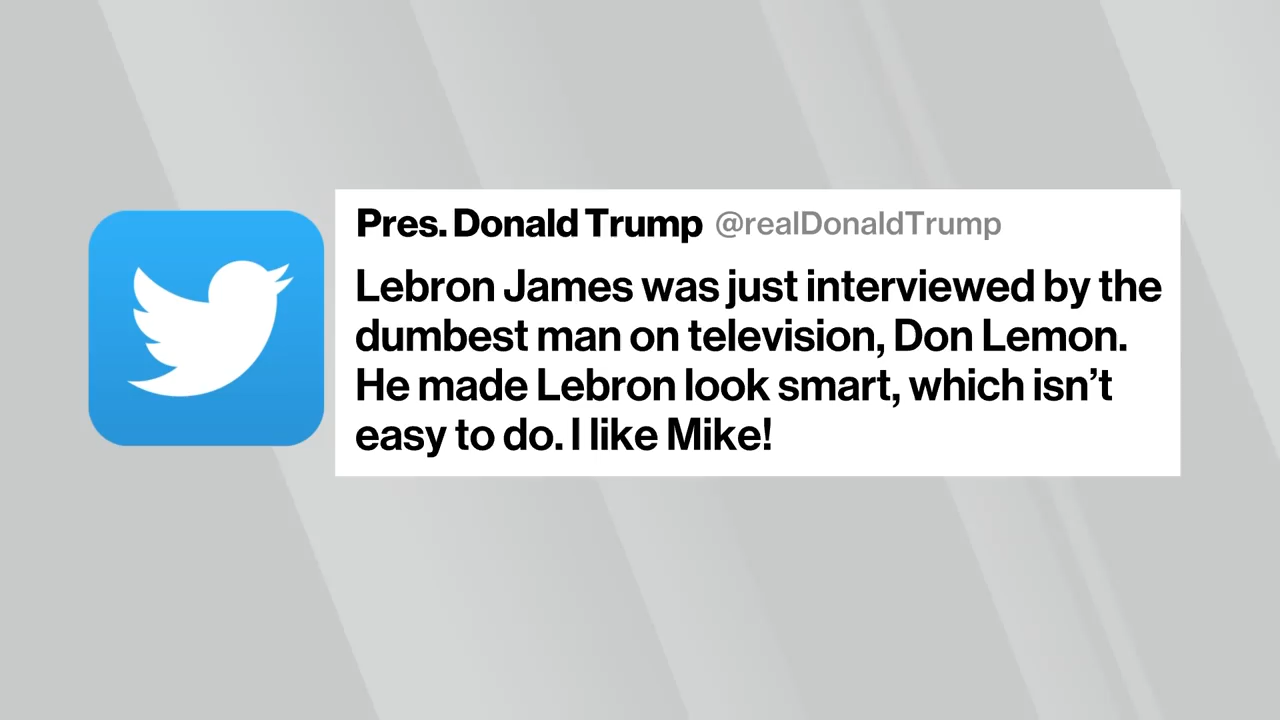 Pres. Donald Trump @realDonaldTrump
Lebron James was just interviewed by the
dumbest man on television, Don Lemon.
He made Lebron look smart, which isn’t
easy to do. I like Mike!